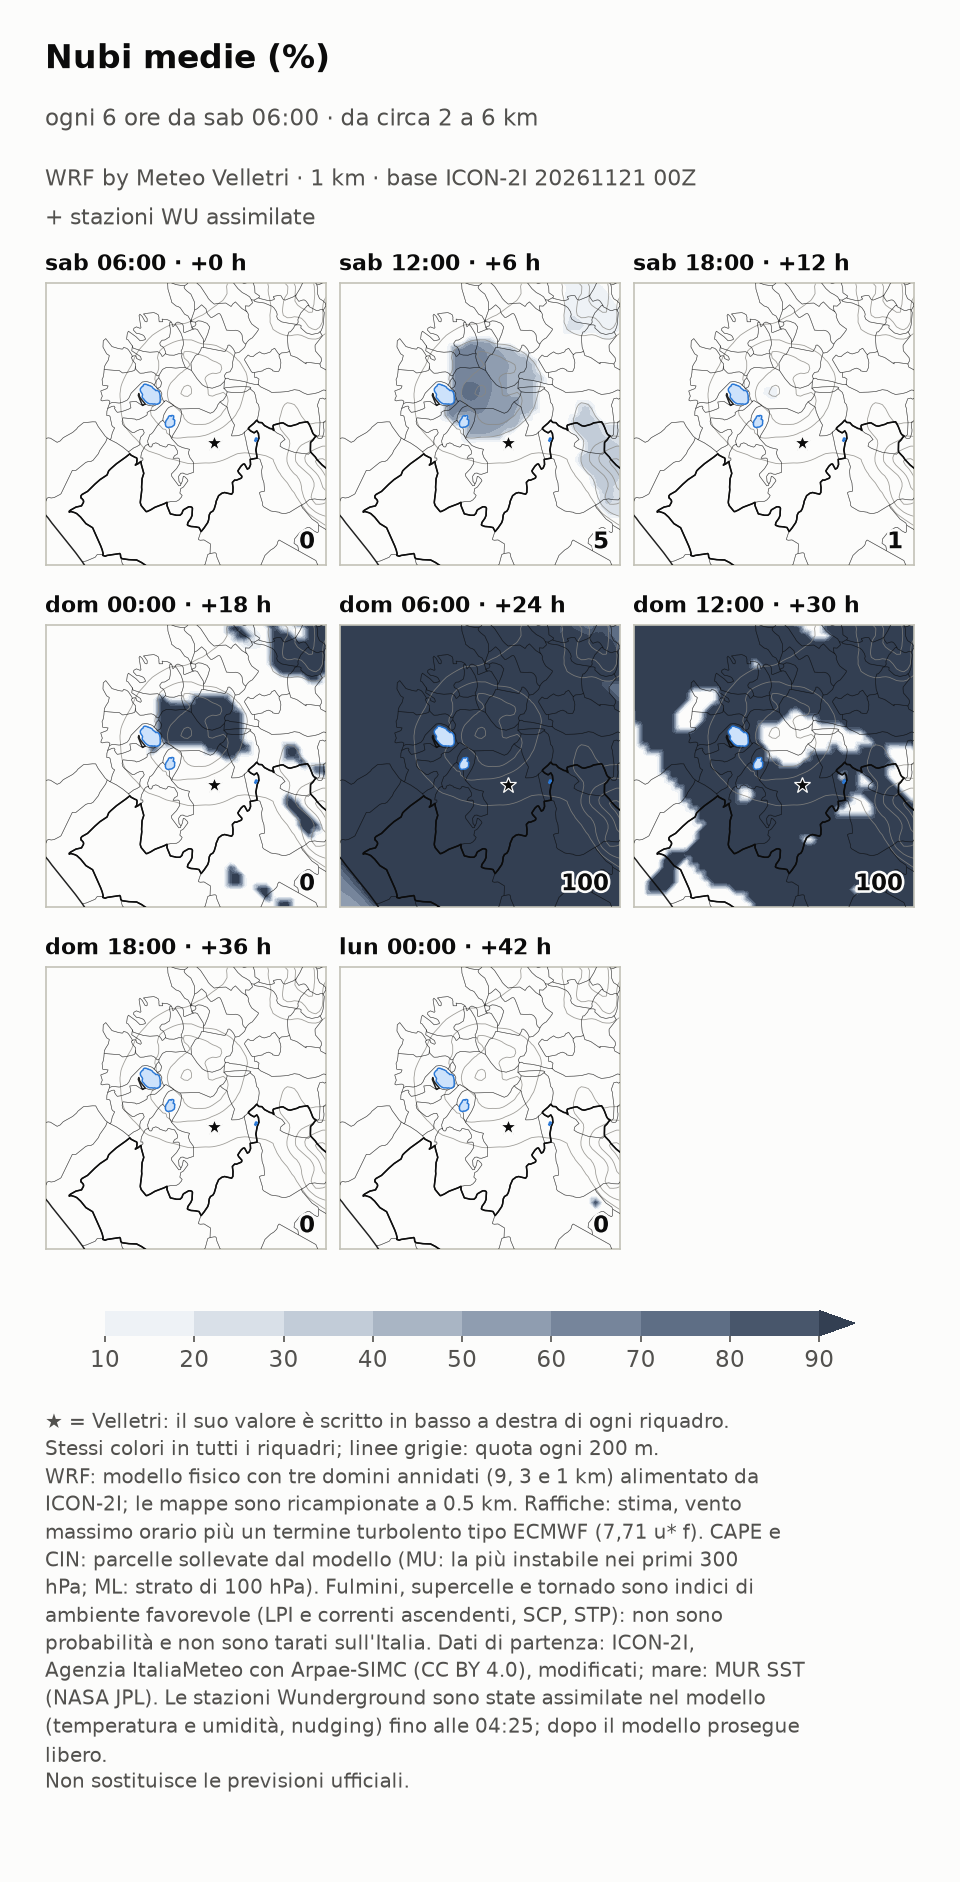 Nubi medie (%)
ogni 6 ore da sab 06:00 · da circa 2 a 6 km
WRF by Meteo Velletri · 1 km · base ICON-2I 20261121 00Z
+ stazioni WU assimilate
sab 06:00 · +0 h
sab 12:00 · +6 h
sab 18:00 · +12 h
0
5
1
dom 00:00 · +18 h
dom 06:00 · +24 h
dom 12:00 · +30 h
0
100
100
dom 18:00 · +36 h
lun 00:00 · +42 h
0
0
10 20 30 40 50 60 70 80 90
★ = Velletri: il suo valore è scritto in basso a destra di ogni riquadro.
Stessi colori in tutti i riquadri; linee grigie: quota ogni 200 m.
WRF: modello fisico con tre domini annidati (9, 3 e 1 km) alimentato da
ICON-2I; le mappe sono ricampionate a 0.5 km. Raffiche: stima, vento
massimo orario più un termine turbolento tipo ECMWF (7,71 u* f). CAPE e
CIN: parcelle sollevate dal modello (MU: la più instabile nei primi 300
hPa; ML: strato di 100 hPa). Fulmini, supercelle e tornado sono indici di
ambiente favorevole (LPI e correnti ascendenti, SCP, STP): non sono
probabilità e non sono tarati sull'Italia. Dati di partenza: ICON-2I,
Agenzia ItaliaMeteo con Arpae-SIMC (CC BY 4.0), modificati; mare: MUR SST
(NASA JPL). Le stazioni Wunderground sono state assimilate nel modello
(temperatura e umidità, nudging) fino alle 04:25; dopo il modello prosegue
libero.
Non sostituisce le previsioni ufficiali.